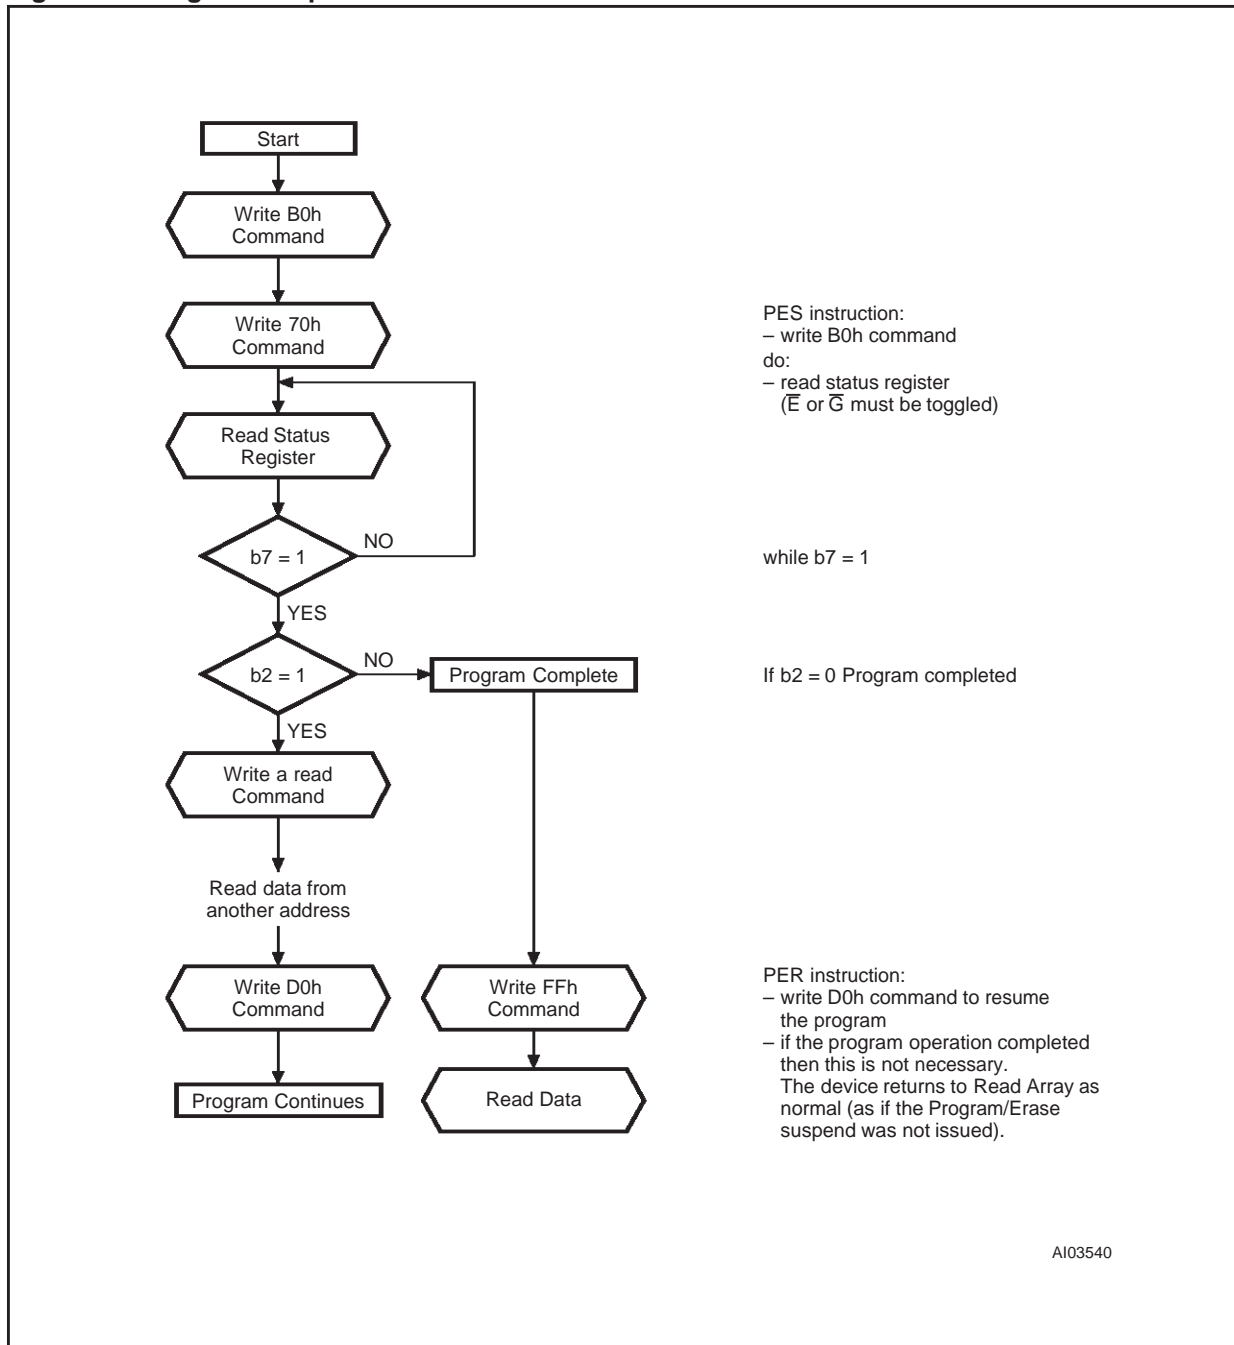 Start
Write B0h
Command
Write 70h
Command
PES instruction:
– write B0h command
do:
– read status register
(E̅ or G̅ must be toggled)
Read Status
Register
b7 = 1
NO
while b7 = 1
YES
b2 = 1
NO
Program Complete
If b2 = 0 Program completed
YES
Write a read
Command
Read data from
another address
Write D0h
Command
Write FFh
Command
PER instruction:
– write D0h command to resume
the program
– if the program operation completed
then this is not necessary.
The device returns to Read Array as
normal (as if the Program/Erase
suspend was not issued).
Program Continues
Read Data
AI03540